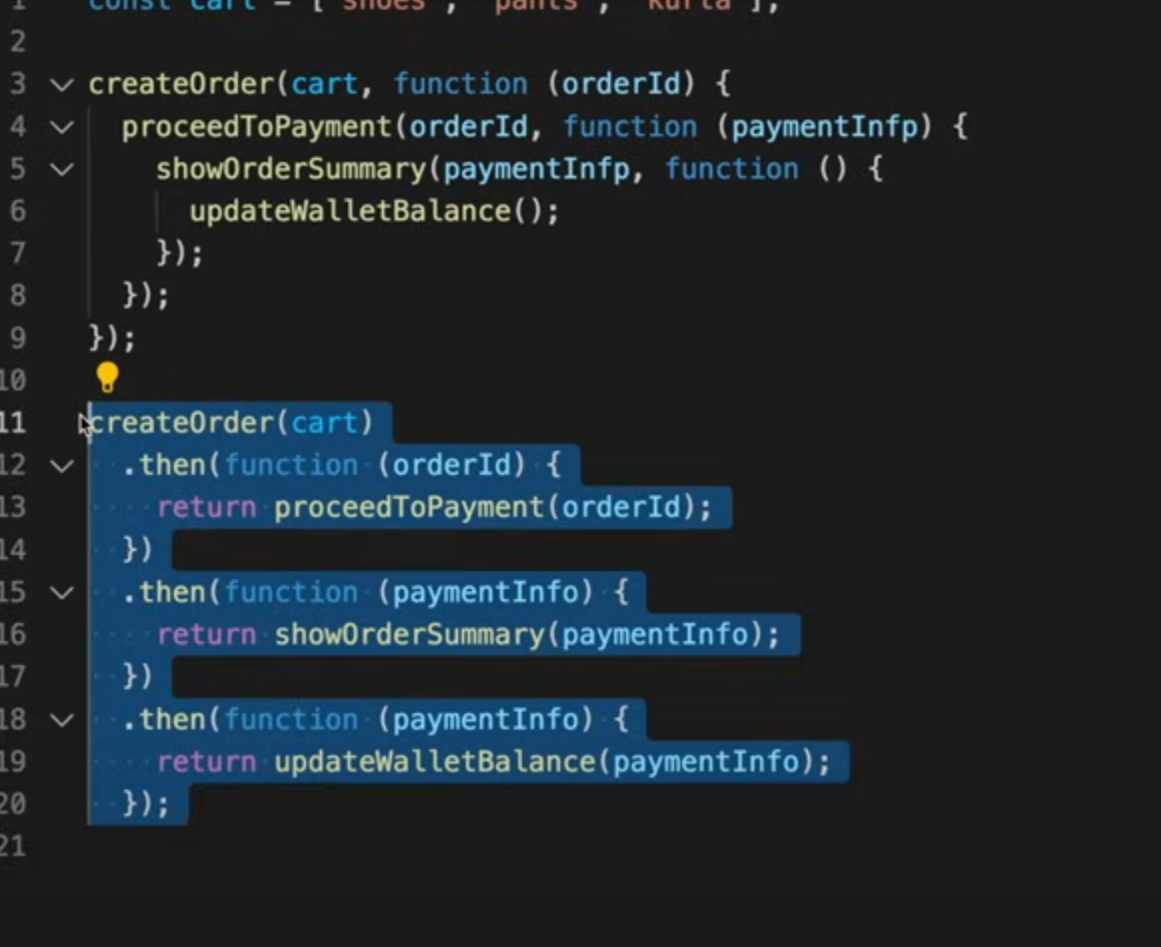 1 const cart = ["shoes", "pants", "kurta"];
2
3 createOrder(cart, function (orderId) {
4 proceedToPayment(orderId, function (paymentInfp) {
5 showOrderSummary(paymentInfp, function () {
6 updateWalletBalance();
7 });
8 });
9 });
10
11 createOrder(cart)
12 .then(function (orderId) {
13 return proceedToPayment(orderId);
14 })
15 .then(function (paymentInfo) {
16 return showOrderSummary(paymentInfo);
17 })
18 .then(function (paymentInfo) {
19 return updateWalletBalance(paymentInfo);
20 });
21